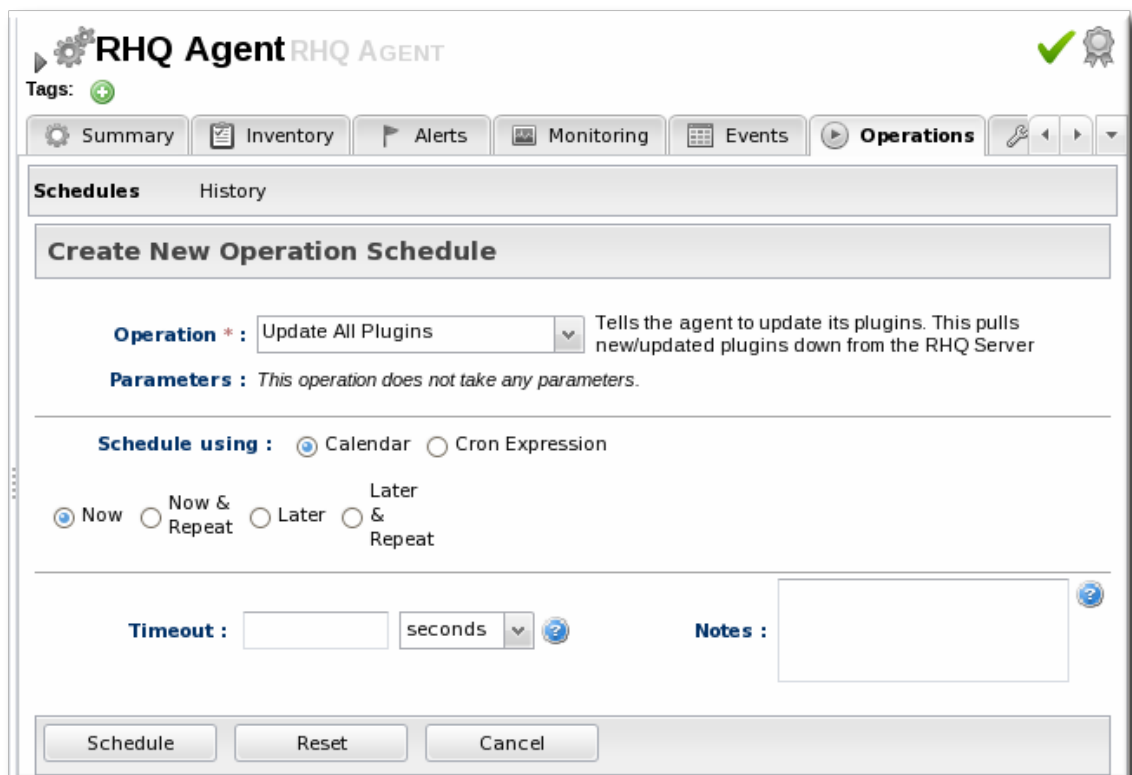 RHQ Agent RHQ AGENT
Tags:
Summary Inventory Alerts Monitoring Events Operations
Schedules History
Create New Operation Schedule
Operation * : Update All Plugins Tells the agent to update its plugins. This pulls
new/updated plugins down from the RHQ Server
Parameters : This operation does not take any parameters.
Schedule using : Calendar Cron Expression
Now Now &
Repeat Later Later
&
Repeat
Timeout : seconds ? Notes : ?
Schedule Reset Cancel